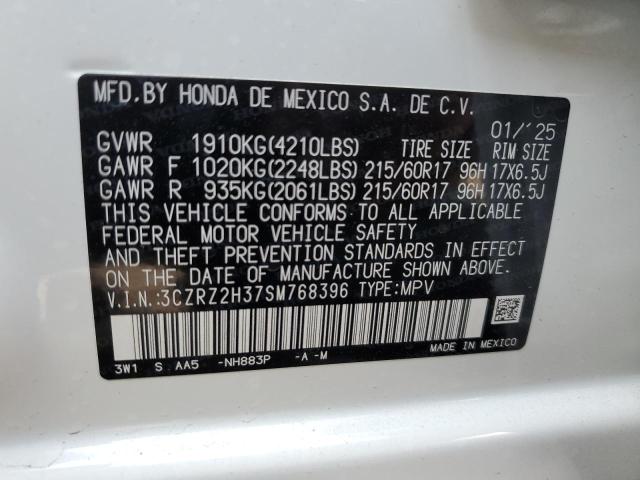 MFD.BY HONDA DE MEXICO S.A. DE C.V.
01/'25
GVWR 1910KG(4210LBS) TIRE SIZE RIM SIZE
GAWR F 1020KG(2248LBS) 215/60R17 96H 17X6.5J
GAWR R 935KG(2061LBS) 215/60R17 96H 17X6.5J
THIS VEHICLE CONFORMS TO ALL APPLICABLE
FEDERAL MOTOR VEHICLE SAFETY
AND THEFT PREVENTION STANDARDS IN EFFECT
ON THE DATE OF MANUFACTURE SHOWN ABOVE.
V.I.N.:3CZRZ2H37SM768396 TYPE:MPV
3W1 S AA5 -NH883P -A-M MADE IN MEXICO